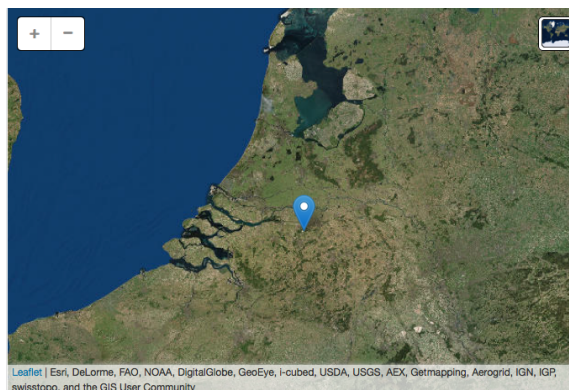 + −
Leaflet | Esri, DeLorme, FAO, NOAA, DigitalGlobe, GeoEye, i-cubed, USDA, USGS, AEX, Getmapping, Aerogrid, IGN, IGP,
swisstopo, and the GIS User Community